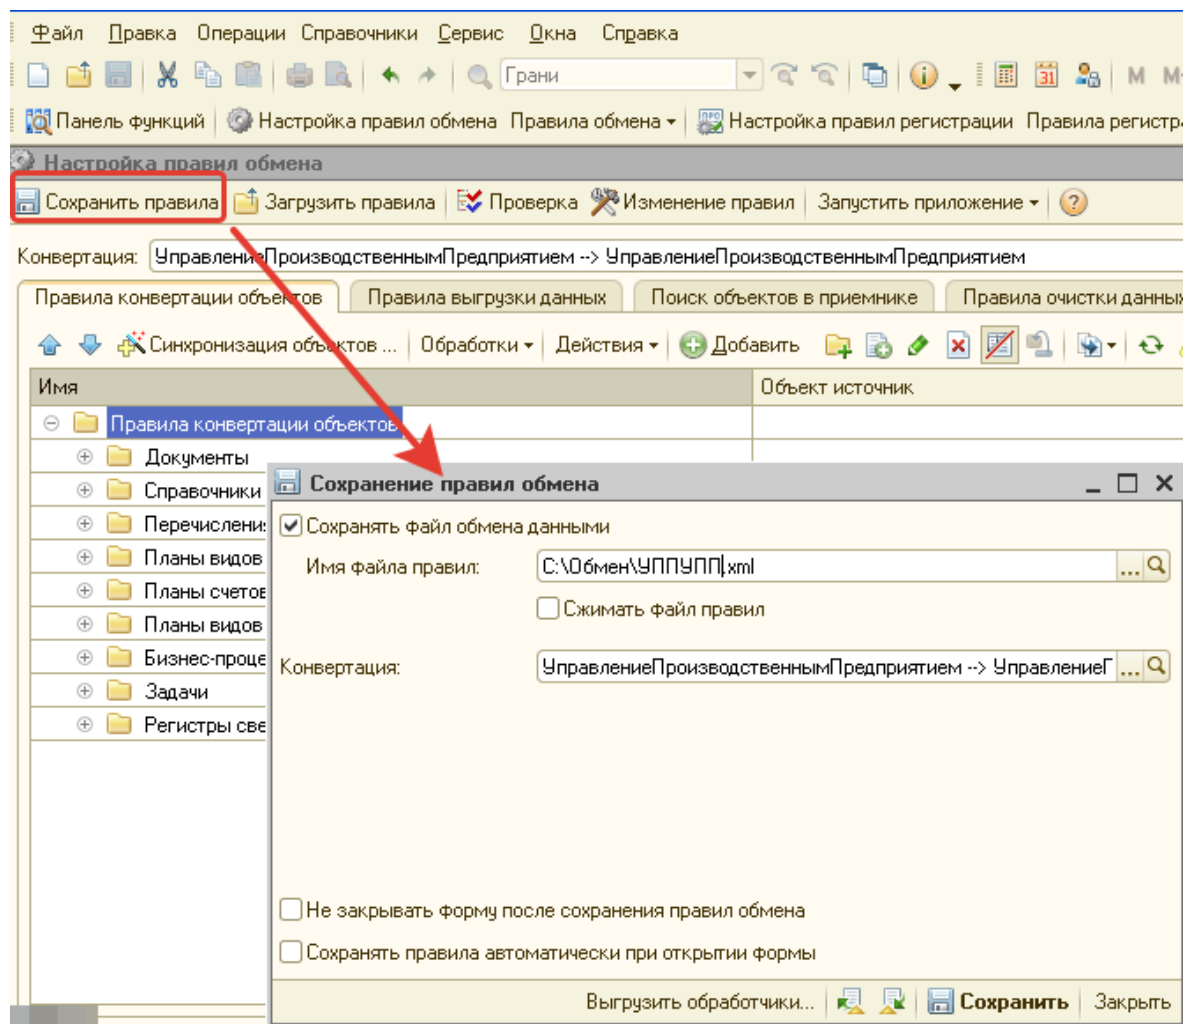 Файл Правка Операции Справочники Сервис Окна Справка
Грани 31 M
Панель функций Настройка правил обмена Правила обмена Настройка правил регистрации Правила регистр
Настройка правил обмена
Сохранить правила Загрузить правила Проверка Изменение правил Запустить приложение ?
Конвертация: УправлениеПроизводственнымПредприятием --> УправлениеПроизводственнымПредприятием
Правила конвертации объектов Правила выгрузки данных Поиск объектов в приемнике Правила очистки данных
Синхронизация объектов ... Обработки Действия Добавить
Имя Объект источник
Правила конвертации объектов
Документы
Справочники
Перечисления
Планы видов
Планы счетов
Планы видов
Бизнес-проце
Задачи
Регистры све
Сохранение правил обмена
Сохранять файл обмена данными
Имя файла правил: C:\Обмен\УППУПП.xml ...
Сжимать файл правил
Конвертация: УправлениеПроизводственнымПредприятием --> УправлениеП ...
Не закрывать форму после сохранения правил обмена
Сохранять правила автоматически при открытии формы
Выгрузить обработчики... Сохранить Закрыть